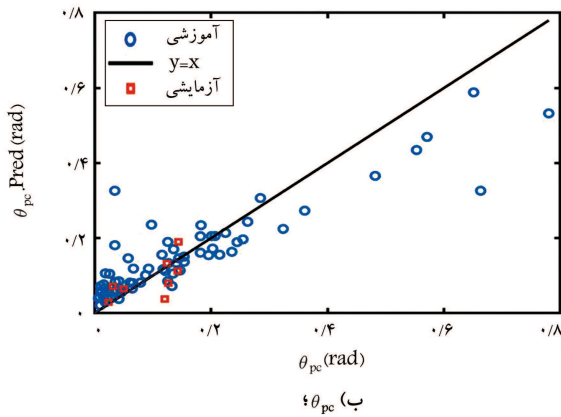 ۰/۸
۰/۶
۰/۴
۰/۲
۰
θpc,Pred (rad)
آموزشی
y=x
آزمایشی
۰ ۰/۲ ۰/۴ ۰/۶ ۰/۸
θpc (rad)
ب) θpc؛